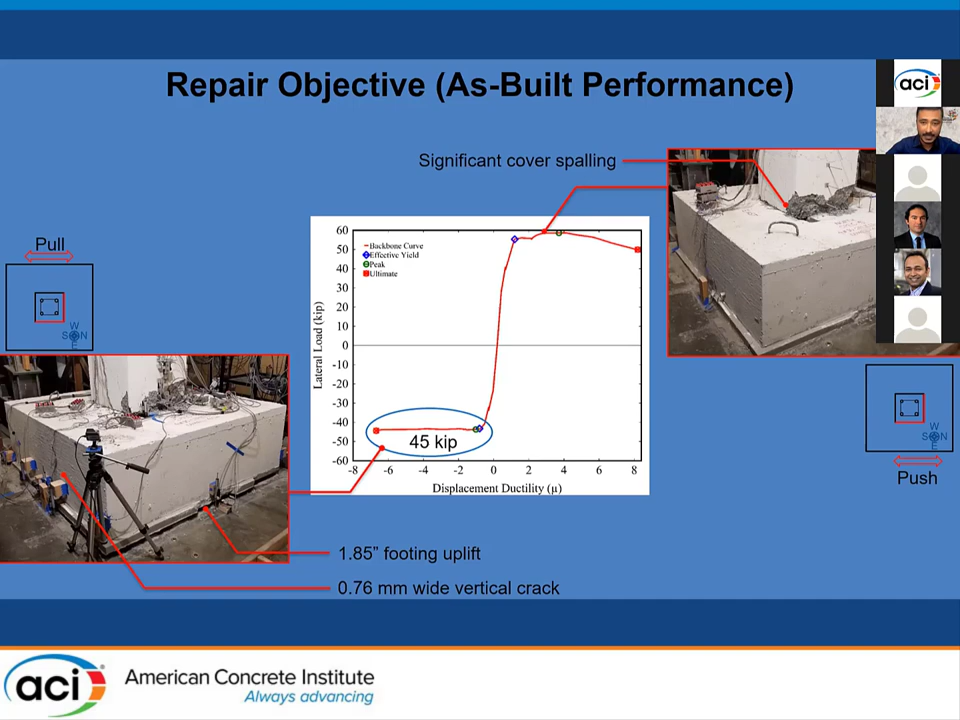 Repair Objective (As-Built Performance)
aci
Significant cover spalling
Pull
W
S N
E
60
50
40
30
20
10
0
-10
-20
-30
-40
-50
-60
Lateral Load (kip)
Backbone Curve
Effective Yield
Peak
Ultimate
45 kip
-8 -6 -4 -2 0 2 4 6 8
Displacement Ductility (μ)
W
S N
E
Push
1.85” footing uplift
0.76 mm wide vertical crack
aci
American Concrete Institute
Always advancing